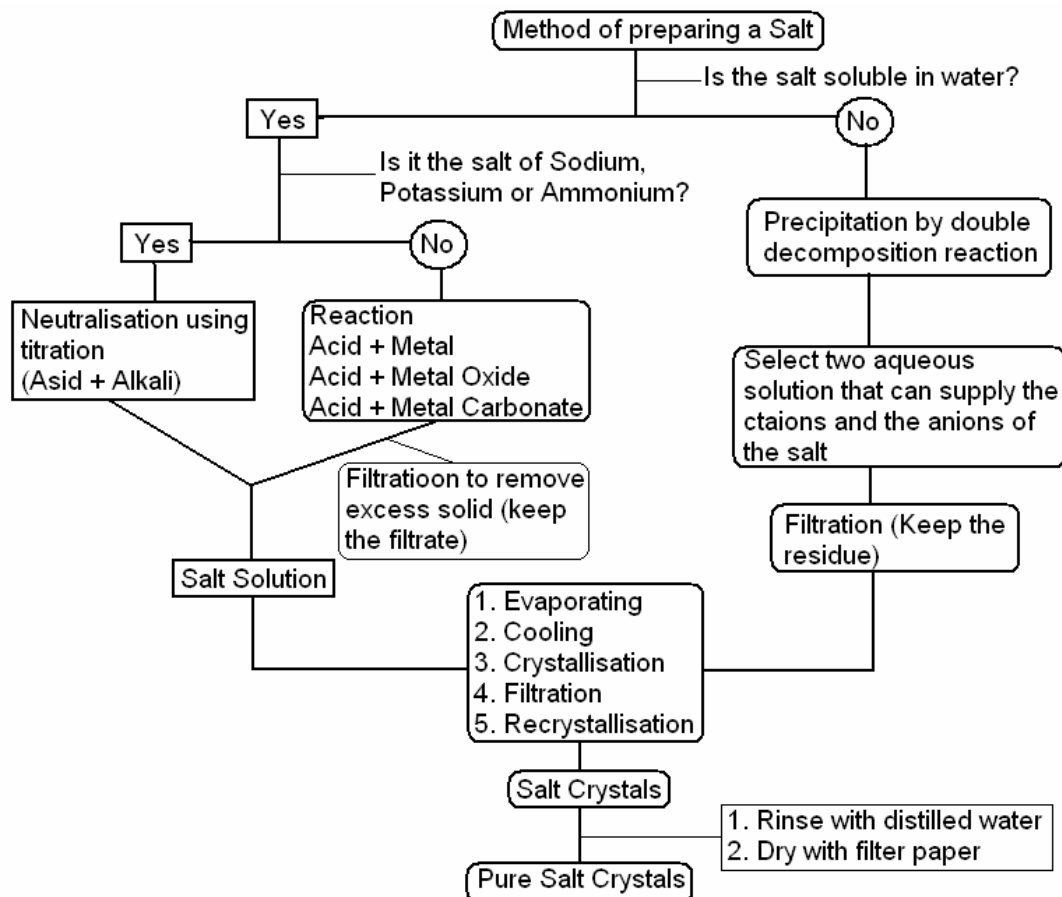 Method of preparing a Salt
Is the salt soluble in water?
Yes
No
Is it the salt of Sodium,
Potassium or Ammonium?
Yes
No
Precipitation by double
decomposition reaction
Neutralisation using
titration
(Asid + Alkali)
Reaction
Acid + Metal
Acid + Metal Oxide
Acid + Metal Carbonate
Select two aqueous
solution that can supply the
ctaions and the anions of
the salt
Filtratioon to remove
excess solid (keep
the filtrate)
Filtration (Keep the
residue)
Salt Solution
1. Evaporating
2. Cooling
3. Crystallisation
4. Filtration
5. Recrystallisation
Salt Crystals
1. Rinse with distilled water
2. Dry with filter paper
Pure Salt Crystals